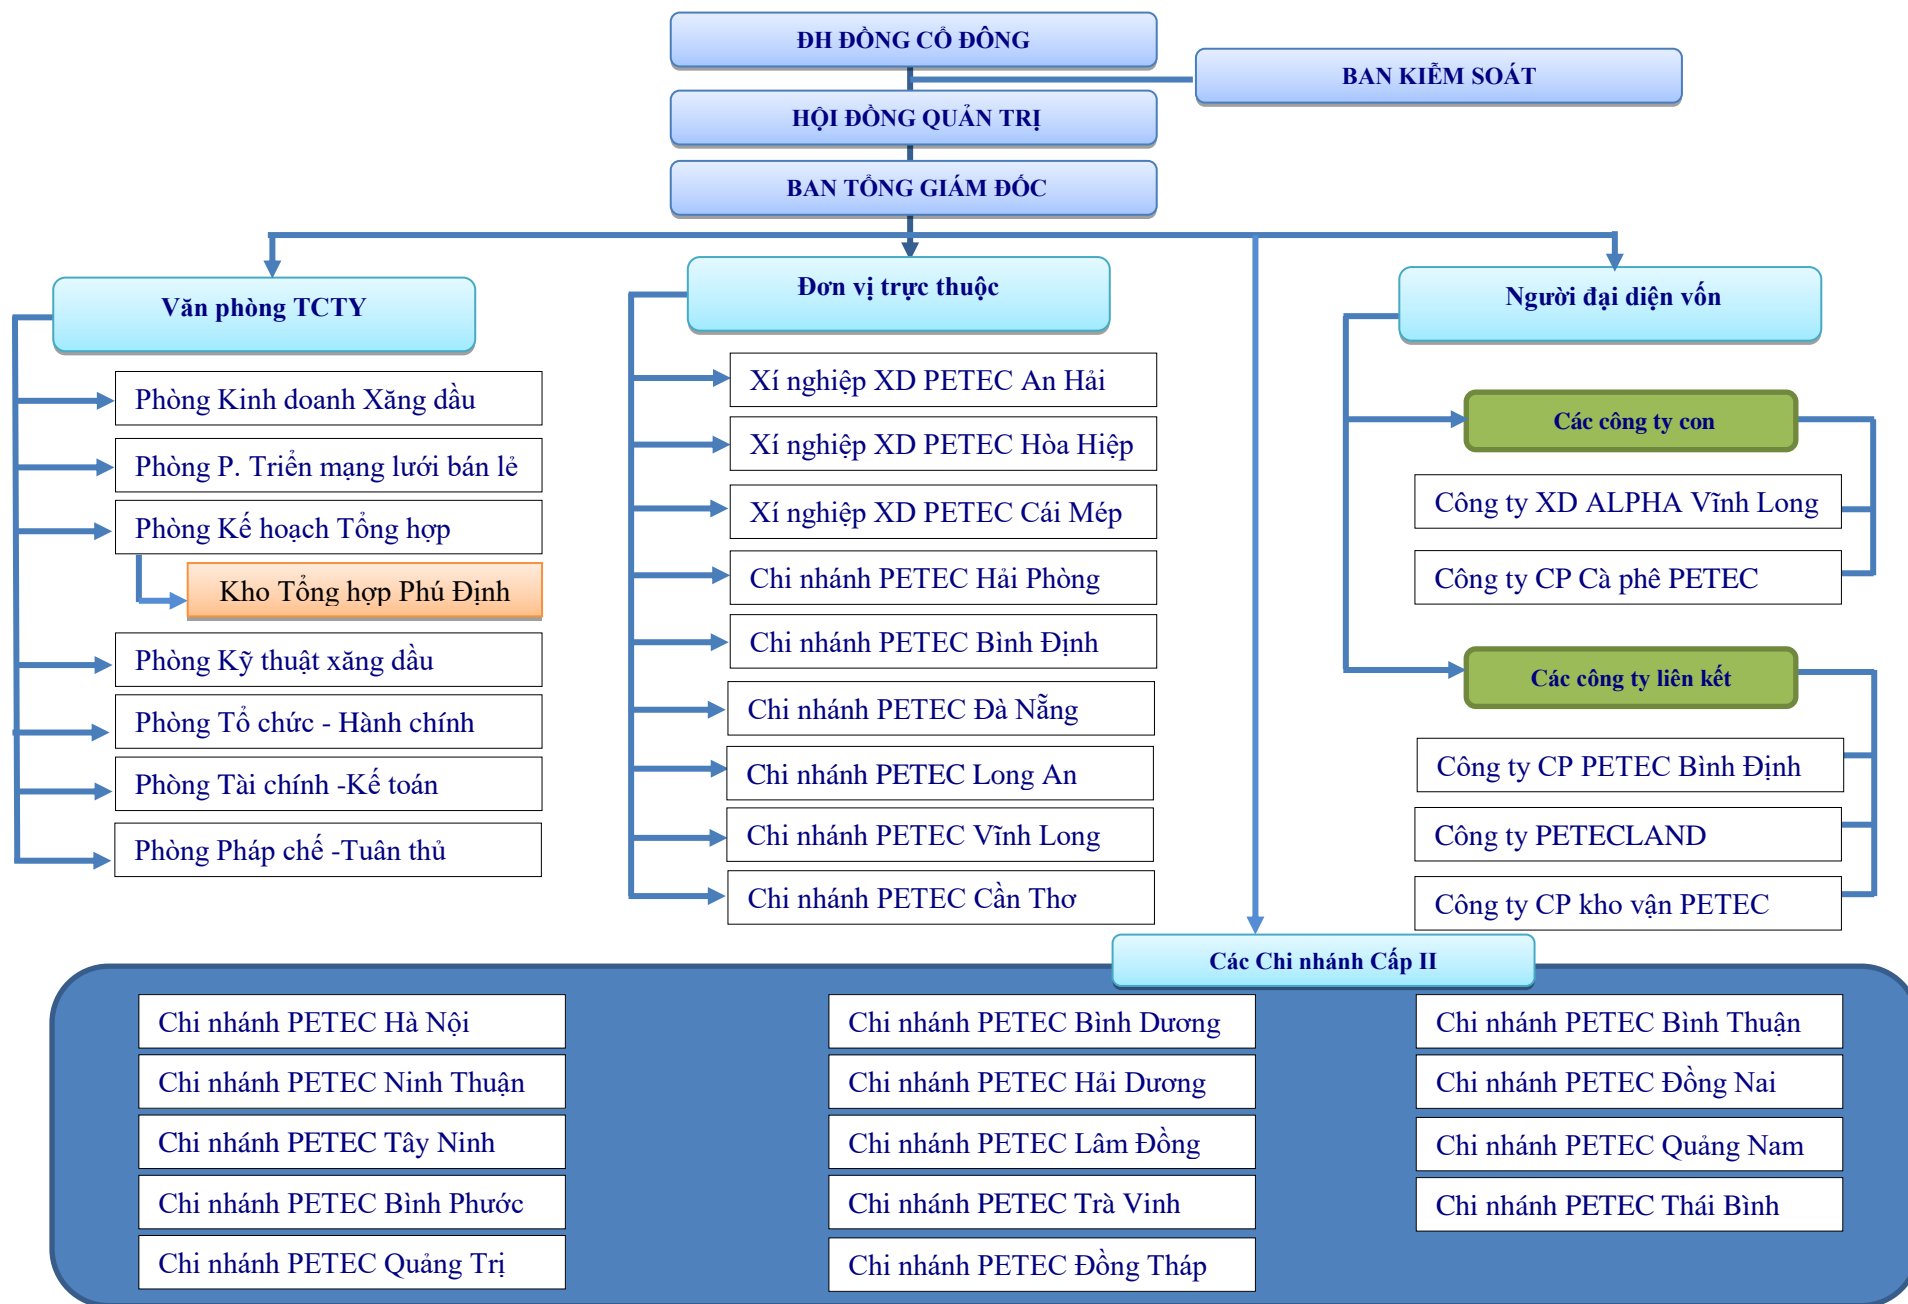 ĐH ĐỒNG CỔ ĐÔNG
BAN KIỄM SOÁT
HỘI ĐỒNG QUẢN TRỊ
BAN TỔNG GIÁM ĐỐC
Văn phòng TCTY
Phòng Kinh doanh Xăng dầu
Phòng P. Triển mạng lưới bán lẻ
Phòng Kế hoạch Tổng hợp
Kho Tổng hợp Phú Định
Phòng Kỹ thuật xăng dầu
Phòng Tổ chức - Hành chính
Phòng Tài chính -Kế toán
Phòng Pháp chế -Tuân thủ
Đơn vị trực thuộc
Xí nghiệp XD PETEC An Hải
Xí nghiệp XD PETEC Hòa Hiệp
Xí nghiệp XD PETEC Cái Mép
Chi nhánh PETEC Hải Phòng
Chi nhánh PETEC Bình Định
Chi nhánh PETEC Đà Nẵng
Chi nhánh PETEC Long An
Chi nhánh PETEC Vĩnh Long
Chi nhánh PETEC Cần Thơ
Người đại diện vốn
Các công ty con
Công ty XD ALPHA Vĩnh Long
Công ty CP Cà phê PETEC
Các công ty liên kết
Công ty CP PETEC Bình Định
Công ty PETECLAND
Công ty CP kho vận PETEC
Các Chi nhánh Cấp II
Chi nhánh PETEC Hà Nội
Chi nhánh PETEC Ninh Thuận
Chi nhánh PETEC Tây Ninh
Chi nhánh PETEC Bình Phước
Chi nhánh PETEC Quảng Trị
Chi nhánh PETEC Bình Dương
Chi nhánh PETEC Hải Dương
Chi nhánh PETEC Lâm Đồng
Chi nhánh PETEC Trà Vinh
Chi nhánh PETEC Đồng Tháp
Chi nhánh PETEC Bình Thuận
Chi nhánh PETEC Đồng Nai
Chi nhánh PETEC Quảng Nam
Chi nhánh PETEC Thái Bình